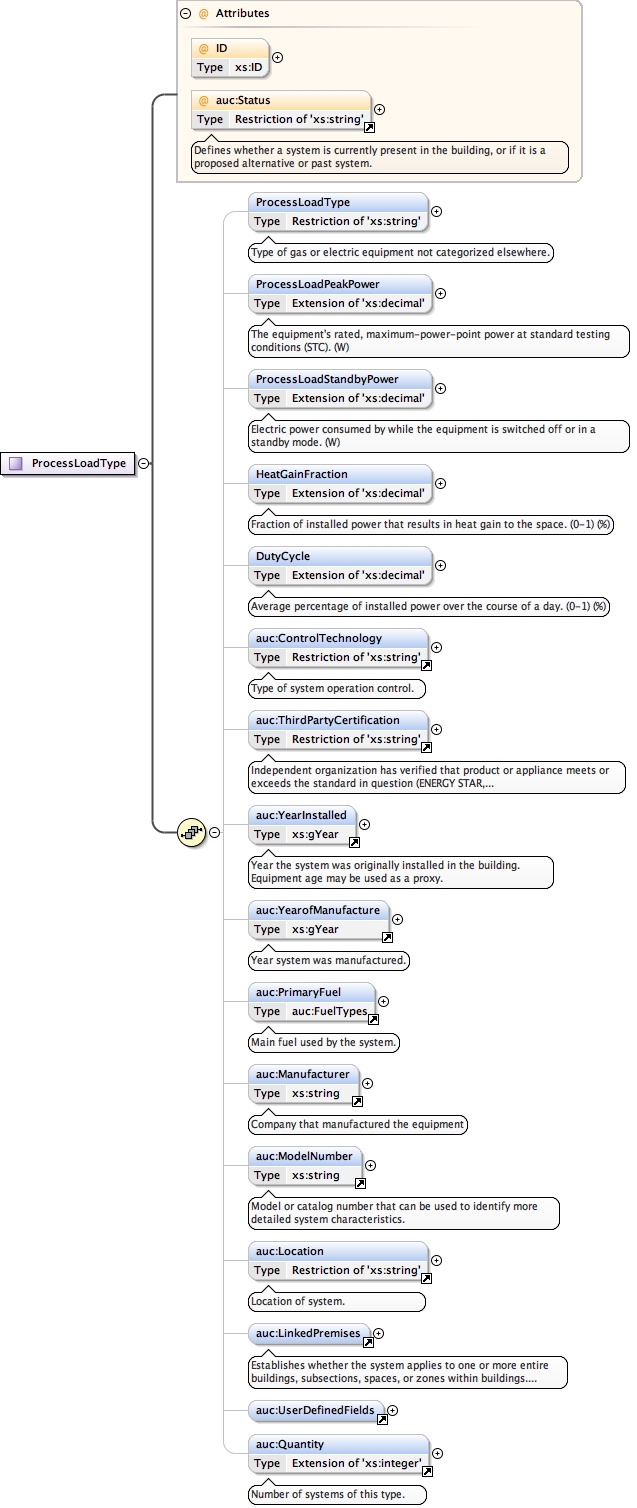 @ Attributes
@ ID
Type xs:ID
@ auc:Status
Type Restriction of 'xs:string'
Defines whether a system is currently present in the building, or if it is a
proposed alternative or past system.
ProcessLoadType
ProcessLoadType
Type Restriction of 'xs:string'
Type of gas or electric equipment not categorized elsewhere.
ProcessLoadPeakPower
Type Extension of 'xs:decimal'
The equipment's rated, maximum-power-point power at standard testing
conditions (STC). (W)
ProcessLoadStandbyPower
Type Extension of 'xs:decimal'
Electric power consumed by while the equipment is switched off or in a
standby mode. (W)
HeatGainFraction
Type Extension of 'xs:decimal'
Fraction of installed power that results in heat gain to the space. (0-1) (%)
DutyCycle
Type Extension of 'xs:decimal'
Average percentage of installed power over the course of a day. (0-1) (%)
auc:ControlTechnology
Type Restriction of 'xs:string'
Type of system operation control.
auc:ThirdPartyCertification
Type Restriction of 'xs:string'
Independent organization has verified that product or appliance meets or
exceeds the standard in question (ENERGY STAR,...
auc:YearInstalled
Type xs:gYear
Year the system was originally installed in the building.
Equipment age may be used as a proxy.
auc:YearofManufacture
Type xs:gYear
Year system was manufactured.
auc:PrimaryFuel
Type auc:FuelTypes
Main fuel used by the system.
auc:Manufacturer
Type xs:string
Company that manufactured the equipment
auc:ModelNumber
Type xs:string
Model or catalog number that can be used to identify more
detailed system characteristics.
auc:Location
Type Restriction of 'xs:string'
Location of system.
auc:LinkedPremises
Establishes whether the system applies to one or more entire
buildings, subsections, spaces, or zones within buildings....
auc:UserDefinedFields
auc:Quantity
Type Extension of 'xs:integer'
Number of systems of this type.